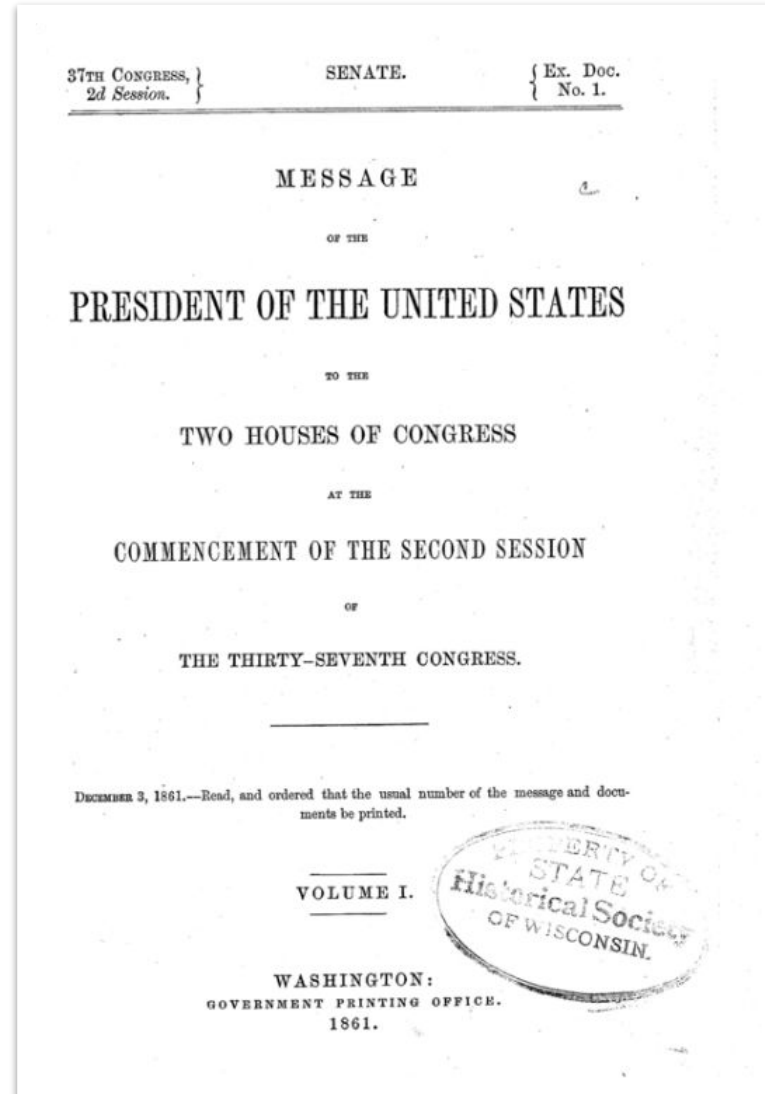 37TH CONGRESS, } SENATE. { Ex. Doc.
2d Session. } { No. 1.
MESSAGE
OF THE
PRESIDENT OF THE UNITED STATES
TO THE
TWO HOUSES OF CONGRESS
AT THE
COMMENCEMENT OF THE SECOND SESSION
OF
THE THIRTY-SEVENTH CONGRESS.
DECEMBER 3, 1861.—Read, and ordered that the usual number of the message and docu-
ments be printed.
VOLUME I.
PROPERTY OF
STATE
Historical Society
OF WISCONSIN.
WASHINGTON:
GOVERNMENT PRINTING OFFICE.
1861.